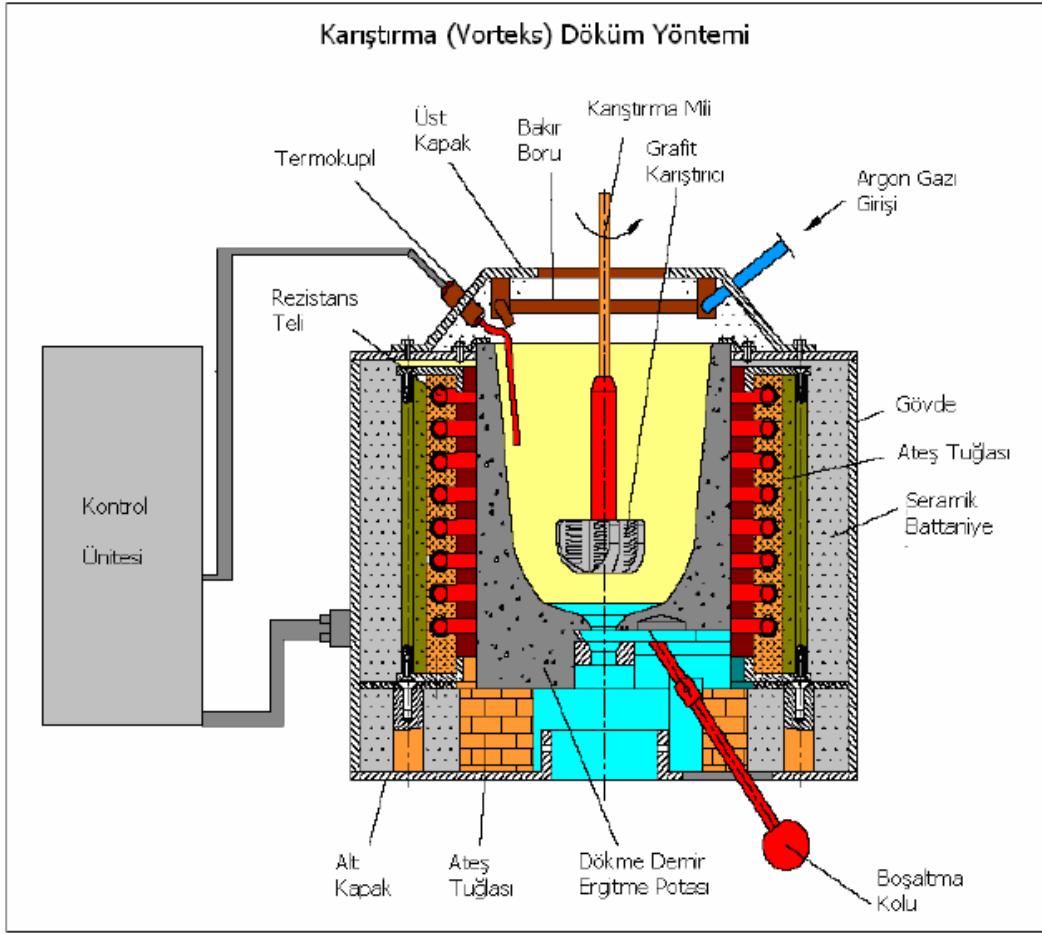 Karıştırma (Vorteks) Döküm Yöntemi
Karıştırma Mili
Üst
Kapak
Bakır
Boru
Grafit
Karıştırıcı
Termokupıl
Argon Gazı
Girişi
Rezistans
Teli
Gövde
Ateş Tuğlası
Seramik
Battaniye
Kontrol
Ünitesi
Alt
Kapak
Ateş
Tuğlası
Dökme Demir
Ergitme Potası
Boşaltma
Kolu